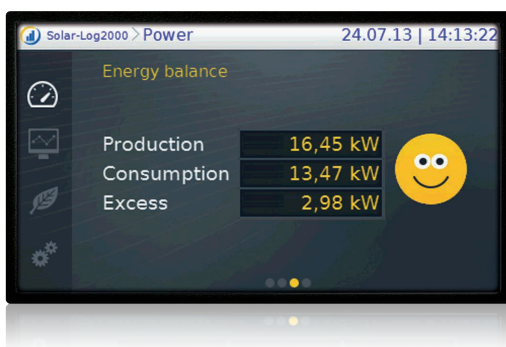 Solar-Log2000 > Power 24.07.13 | 14:13:22
Energy balance
Production 16,45 kW
Consumption 13,47 kW
Excess 2,98 kW